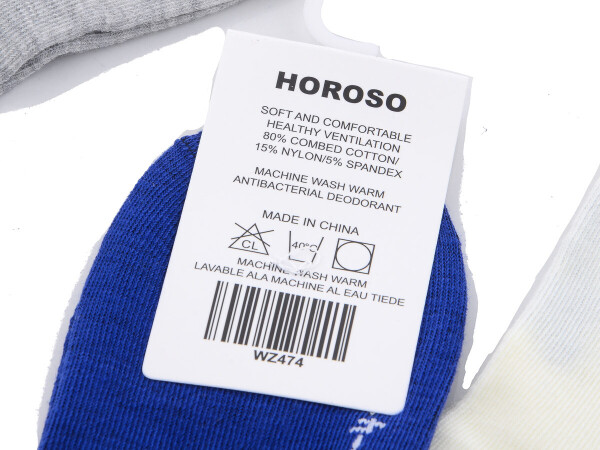 HOROSO
SOFT AND COMFORTABLE
HEALTHY VENTILATION
80% COMBED COTTON/
15% NYLON/5% SPANDEX
MACHINE WASH WARM
ANTIBACTERIAL DEODORANT
MADE IN CHINA
CL 40°C
MACHINE WASH WARM
LAVABLE ALA MACHINE AL EAU TIEDE
WZ474